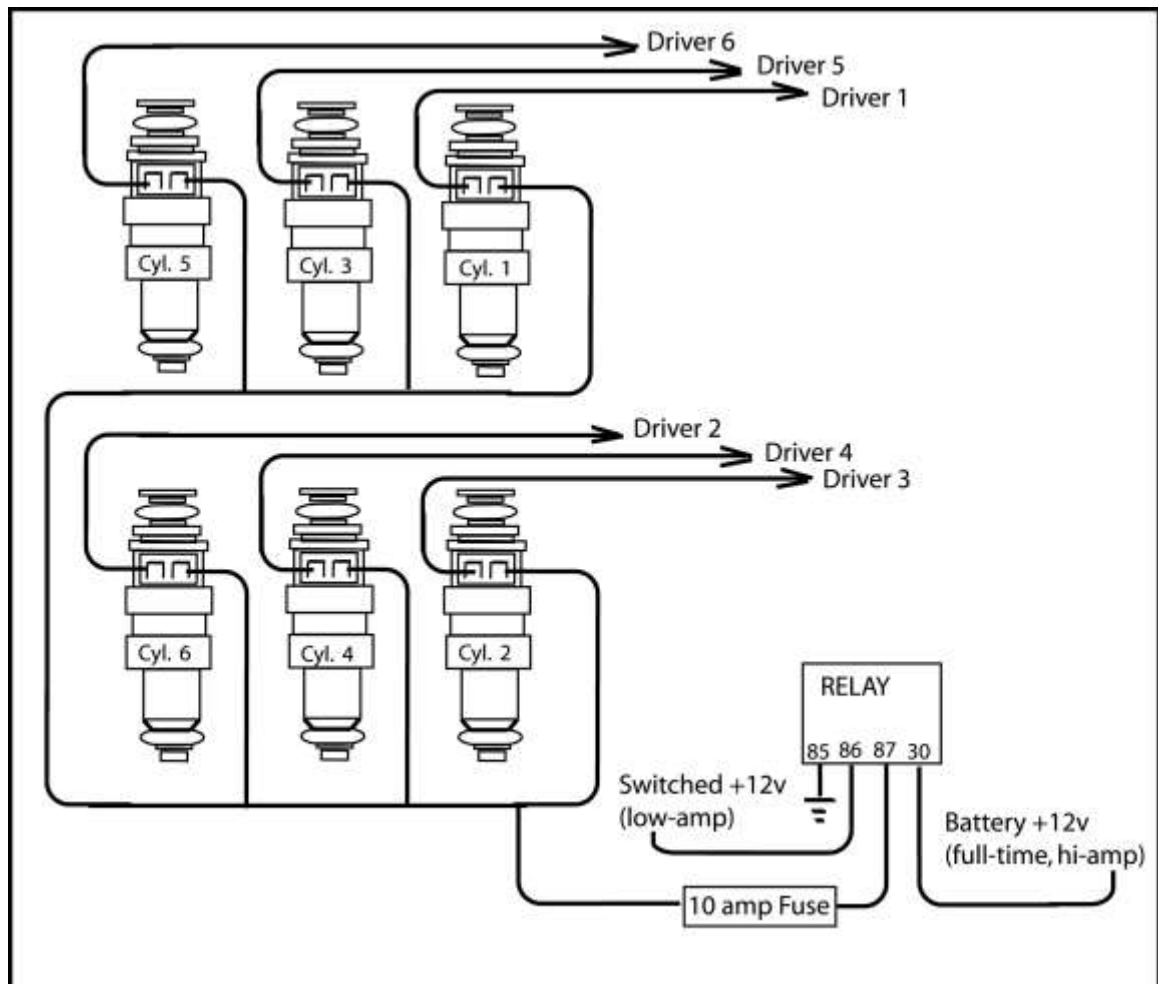 Driver 6
Driver 5
Driver 1
Cyl. 5
Cyl. 3
Cyl. 1
Driver 2
Driver 4
Driver 3
Cyl. 6
Cyl. 4
Cyl. 2
RELAY
85 86 87 30
Switched +12v
(low-amp)
Battery +12v
(full-time, hi-amp)
10 amp Fuse